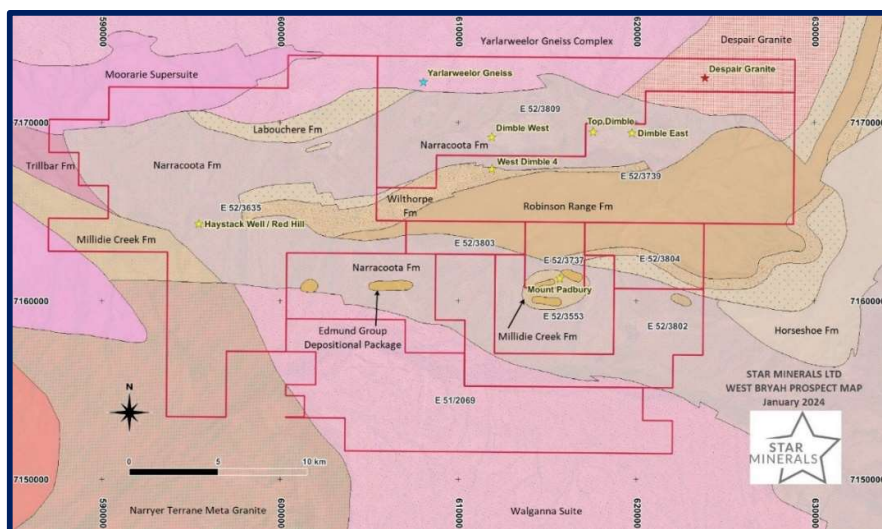 590000
600000
610000
620000
630000
Yarlarweelor Gneiss Complex
Despair Granite
Moorarie Supersuite
Yarlarweelor Gneiss
Despair Granite
E 52/3809
7170000
7170000
Labouchere Fm
Dimble West
Top Dimble
Dimble East
Narracoota Fm
Trillbar Fm
Narracoota Fm
West Dimble 4
E 52/3739
E 52/3635
Wilthorpe
Fm
Robinson Range Fm
Haystack Well / Red Hill
Millidie Creek Fm
E 52/3803
E 52/3737
E 52/3804
Narracoota Fm
Mount Padbury
7160000
7160000
E 52/3553
Edmund Group
Depositional Package
Millidie Creek Fm
E 52/3802
Horseshoe Fm
STAR MINERALS LTD
WEST BRYAH PROSPECT MAP
January 2024
N
E 51/2069
STAR
MINERALS
0
5
10 km
7150000
7150000
Narryer Terrane Meta Granite
Walganna Suite
590000
600000
610000
620000
630000